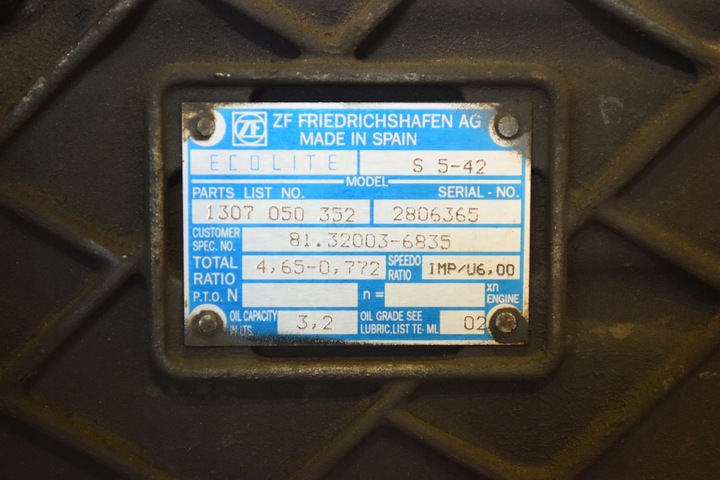 ZF FRIEDRICHSHAFEN AG
MADE IN SPAIN
ECOLITE S 5-42
MODEL
PARTS LIST NO. SERIAL - NO.
1307 050 352 2806365
CUSTOMER SPEC. NO. 81.32003-6835
TOTAL RATIO 4,65-0,772 SPEEDO RATIO IMP/U6,00
P.T.O. N n = xn ENGINE
OIL CAPACITY 3,2 OIL GRADE SEE 02
LTS. LUBRIC.LIST TE- ML